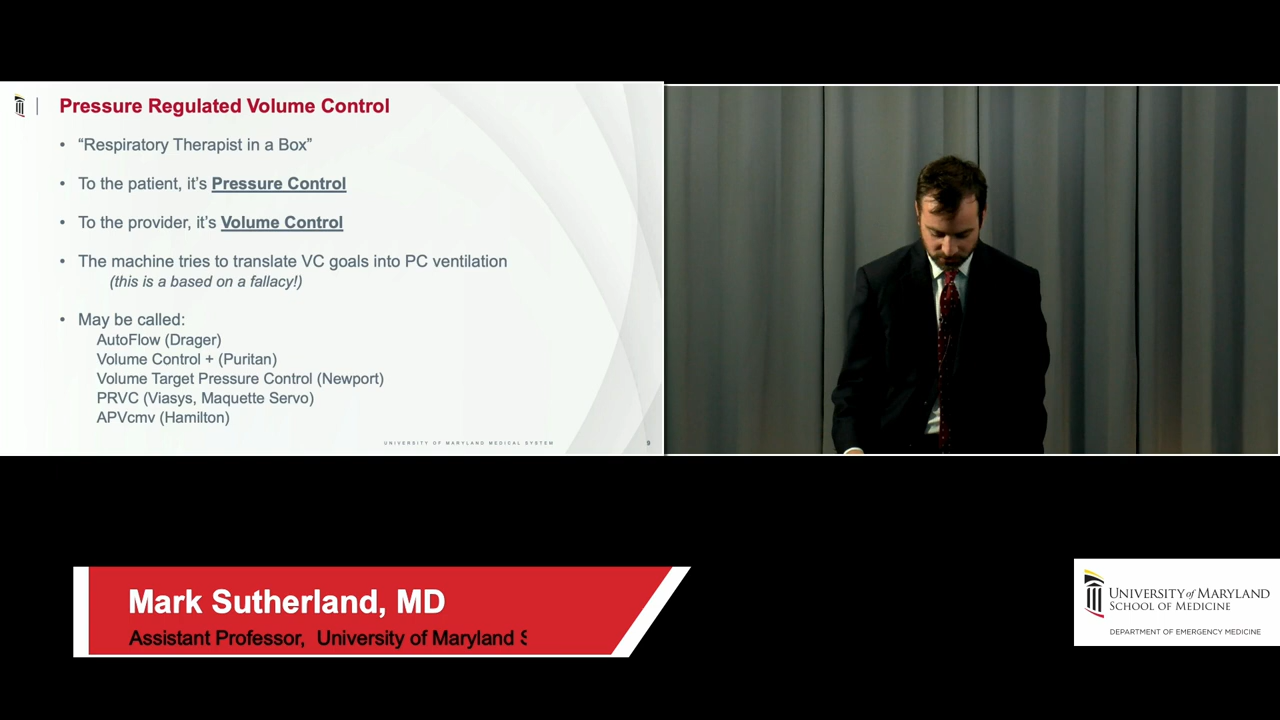 Pressure Regulated Volume Control
• “Respiratory Therapist in a Box”
• To the patient, it’s Pressure Control
• To the provider, it’s Volume Control
• The machine tries to translate VC goals into PC ventilation
(this is a based on a fallacy!)
• May be called:
AutoFlow (Drager)
Volume Control + (Puritan)
Volume Target Pressure Control (Newport)
PRVC (Viasys, Maquette Servo)
APVcmv (Hamilton)
UNIVERSITY OF MARYLAND MEDICAL SYSTEM
9
Mark Sutherland, MD
Assistant Professor, University of Maryland S
UNIVERSITY of MARYLAND
SCHOOL OF MEDICINE
DEPARTMENT OF EMERGENCY MEDICINE